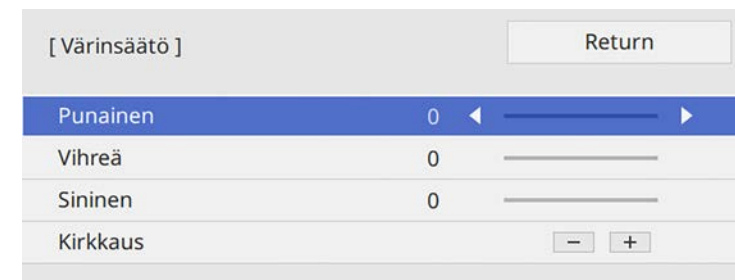 [ Värinsäätö ] Return
Punainen 0
Vihreä 0
Sininen 0
Kirkkaus − +